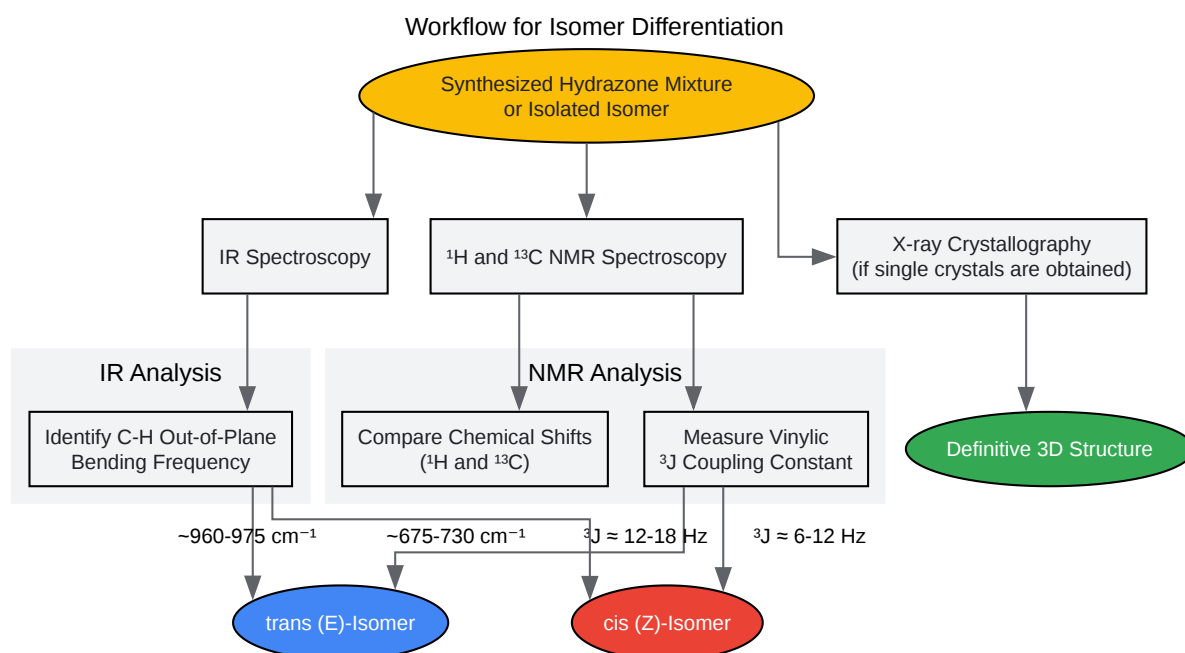 Workflow for Isomer Differentiation
Synthesized Hydrazone Mixture
or Isolated Isomer
IR Spectroscopy
¹H and ¹³C NMR Spectroscopy
X-ray Crystallography
(if single crystals are obtained)
IR Analysis
NMR Analysis
Identify C-H Out-of-Plane
Bending Frequency
Compare Chemical Shifts
(¹H and ¹³C)
Measure Vinylic
³J Coupling Constant
Definitive 3D Structure
~960-975 cm⁻¹
~675-730 cm⁻¹
³J ≈ 12-18 Hz
³J ≈ 6-12 Hz
trans (E)-Isomer
cis (Z)-Isomer